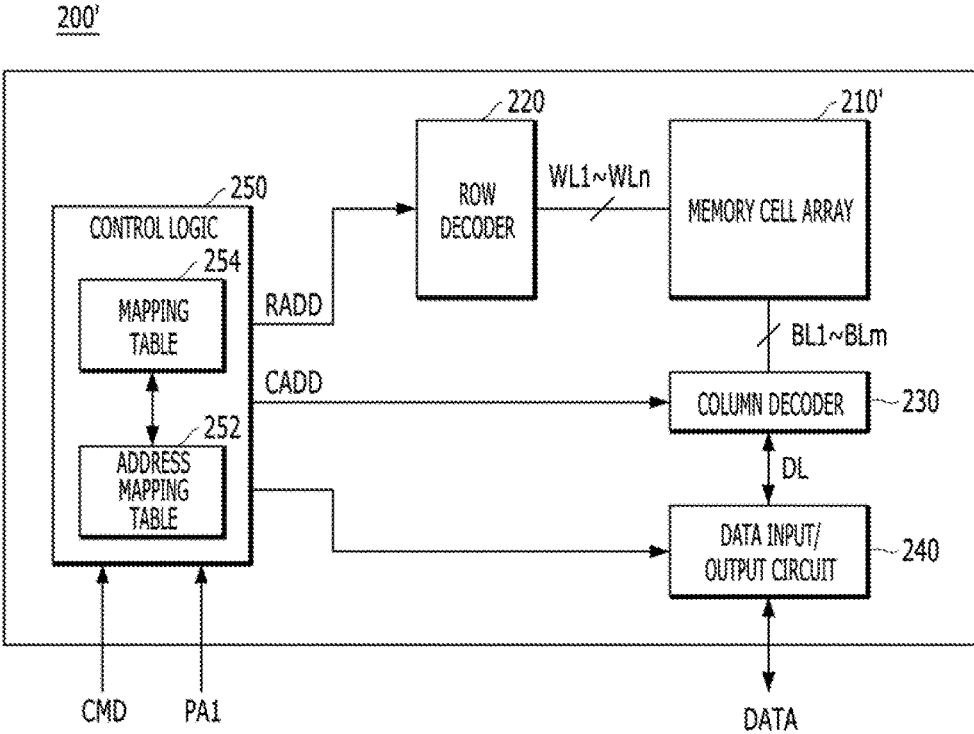 200'
220
210'
ROW
DECODER
WL1~WLn
MEMORY CELL ARRAY
250
CONTROL LOGIC
254
MAPPING
TABLE
RADD
BL1~BLm
CADD
COLUMN DECODER
230
252
ADDRESS
MAPPING
TABLE
DL
DATA INPUT/
OUTPUT CIRCUIT
240
CMD
PA1
DATA